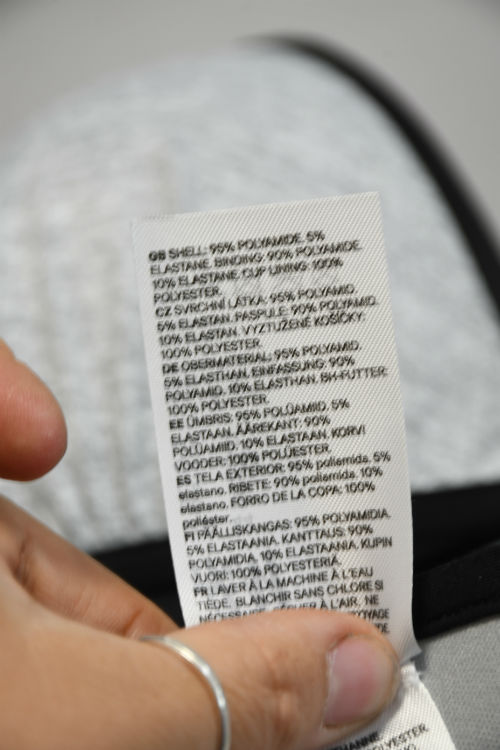 GB SHELL: 95% POLYAMIDE. 5%
ELASTANE. BINDING: 90% POLYAMIDE.
10% ELASTANE. CUP LINING: 100%
POLYESTER.
CZ SVRCHNÍ LÁTKA: 95% POLYAMID.
5% ELASTAN. PASPULE: 90% POLYAMID.
10% ELASTAN. VYZTUŽENÉ KOŠÍČKY:
100% POLYESTER.
DE OBERMATERIAL: 95% POLYAMID.
5% ELASTHAN. EINFASSUNG: 90%
POLYAMID. 10% ELASTHAN. BH-FUTTER:
100% POLYESTER.
EE ÜMBRIS: 95% POLÜAMIID. 5%
ELASTAAN. ÄÄREKANT: 90%
POLÜAMIID. 10% ELASTAAN. KORVI
VOODER: 100% POLÜESTER.
ES TELA EXTERIOR: 95% poliamida. 5%
elastano. RIBETE: 90% poliamida. 10%
elastano. FORRO DE LA COPA: 100%
poliéster.
FI PÄÄLLISKANGAS: 95% POLYAMIDIA.
5% ELASTAANIA. KANTTAUS: 90%
POLYAMIDIA. 10% ELASTAANIA. KUPIN
VUORI: 100% POLYESTERIÄ.
FR LAVER À LA MACHINE À L'EAU
TIÈDE. BLANCHIR SANS CHLORE SI
NÉCESSAIRE. À L'AIR. NE
POLYESTER